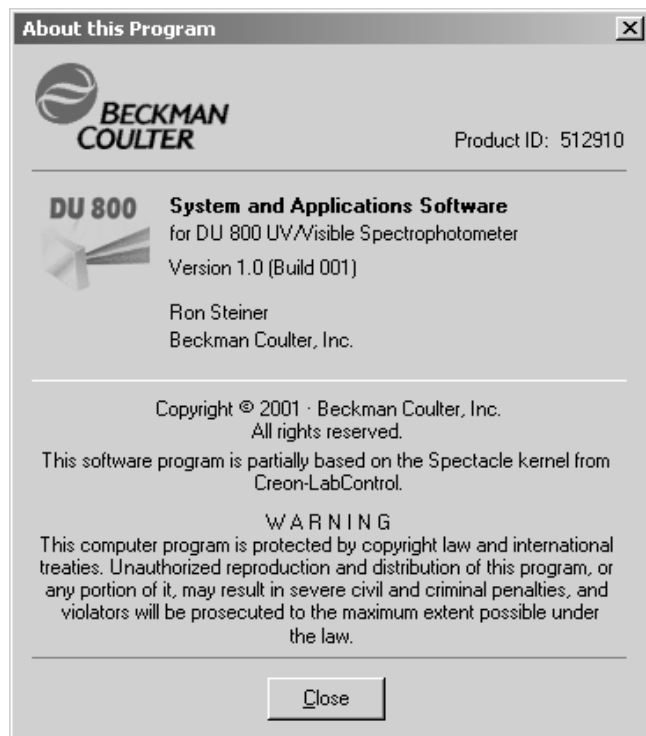 About this Program
BECKMAN
COULTER
Product ID: 512910
DU 800
System and Applications Software
for DU 800 UV/Visible Spectrophotometer
Version 1.0 (Build 001)
Ron Steiner
Beckman Coulter, Inc.
Copyright © 2001 · Beckman Coulter, Inc.
All rights reserved.
This software program is partially based on the Spectacle kernel from
Creon-LabControl.
WARNING
This computer program is protected by copyright law and international
treaties. Unauthorized reproduction and distribution of this program, or
any portion of it, may result in severe civil and criminal penalties, and
violators will be prosecuted to the maximum extent possible under
the law.
Close